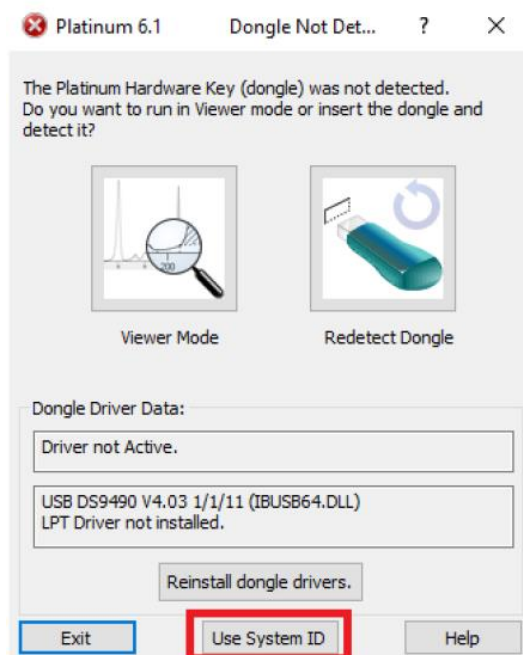 Platinum 6.1 Dongle Not Det... ?
The Platinum Hardware Key (dongle) was not detected.
Do you want to run in Viewer mode or insert the dongle and
detect it?
200
Viewer Mode Redetect Dongle
Dongle Driver Data:
Driver not Active.
USB DS9490 V4.03 1/1/11 (IBUSB64.DLL)
LPT Driver not installed.
Reinstall dongle drivers.
Exit Use System ID Help